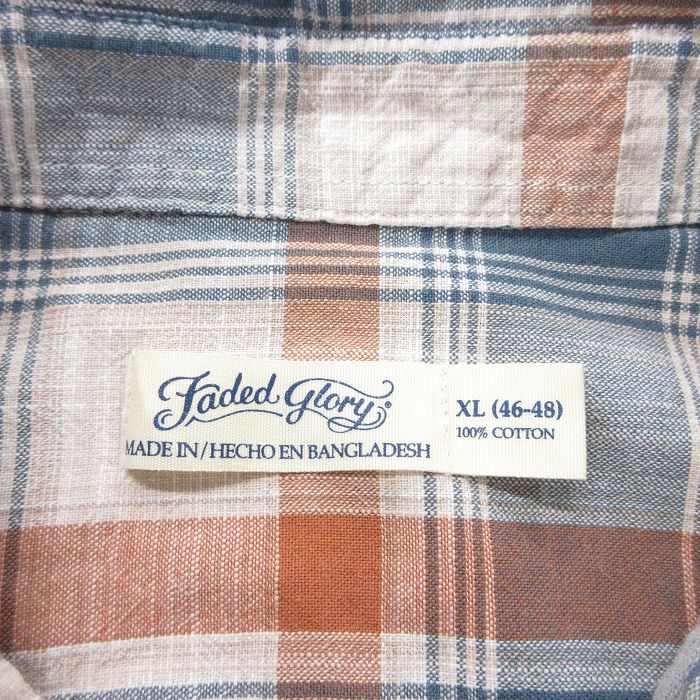 Faded Glory®
MADE IN/HECHO EN BANGLADESH
XL (46-48)
100% COTTON